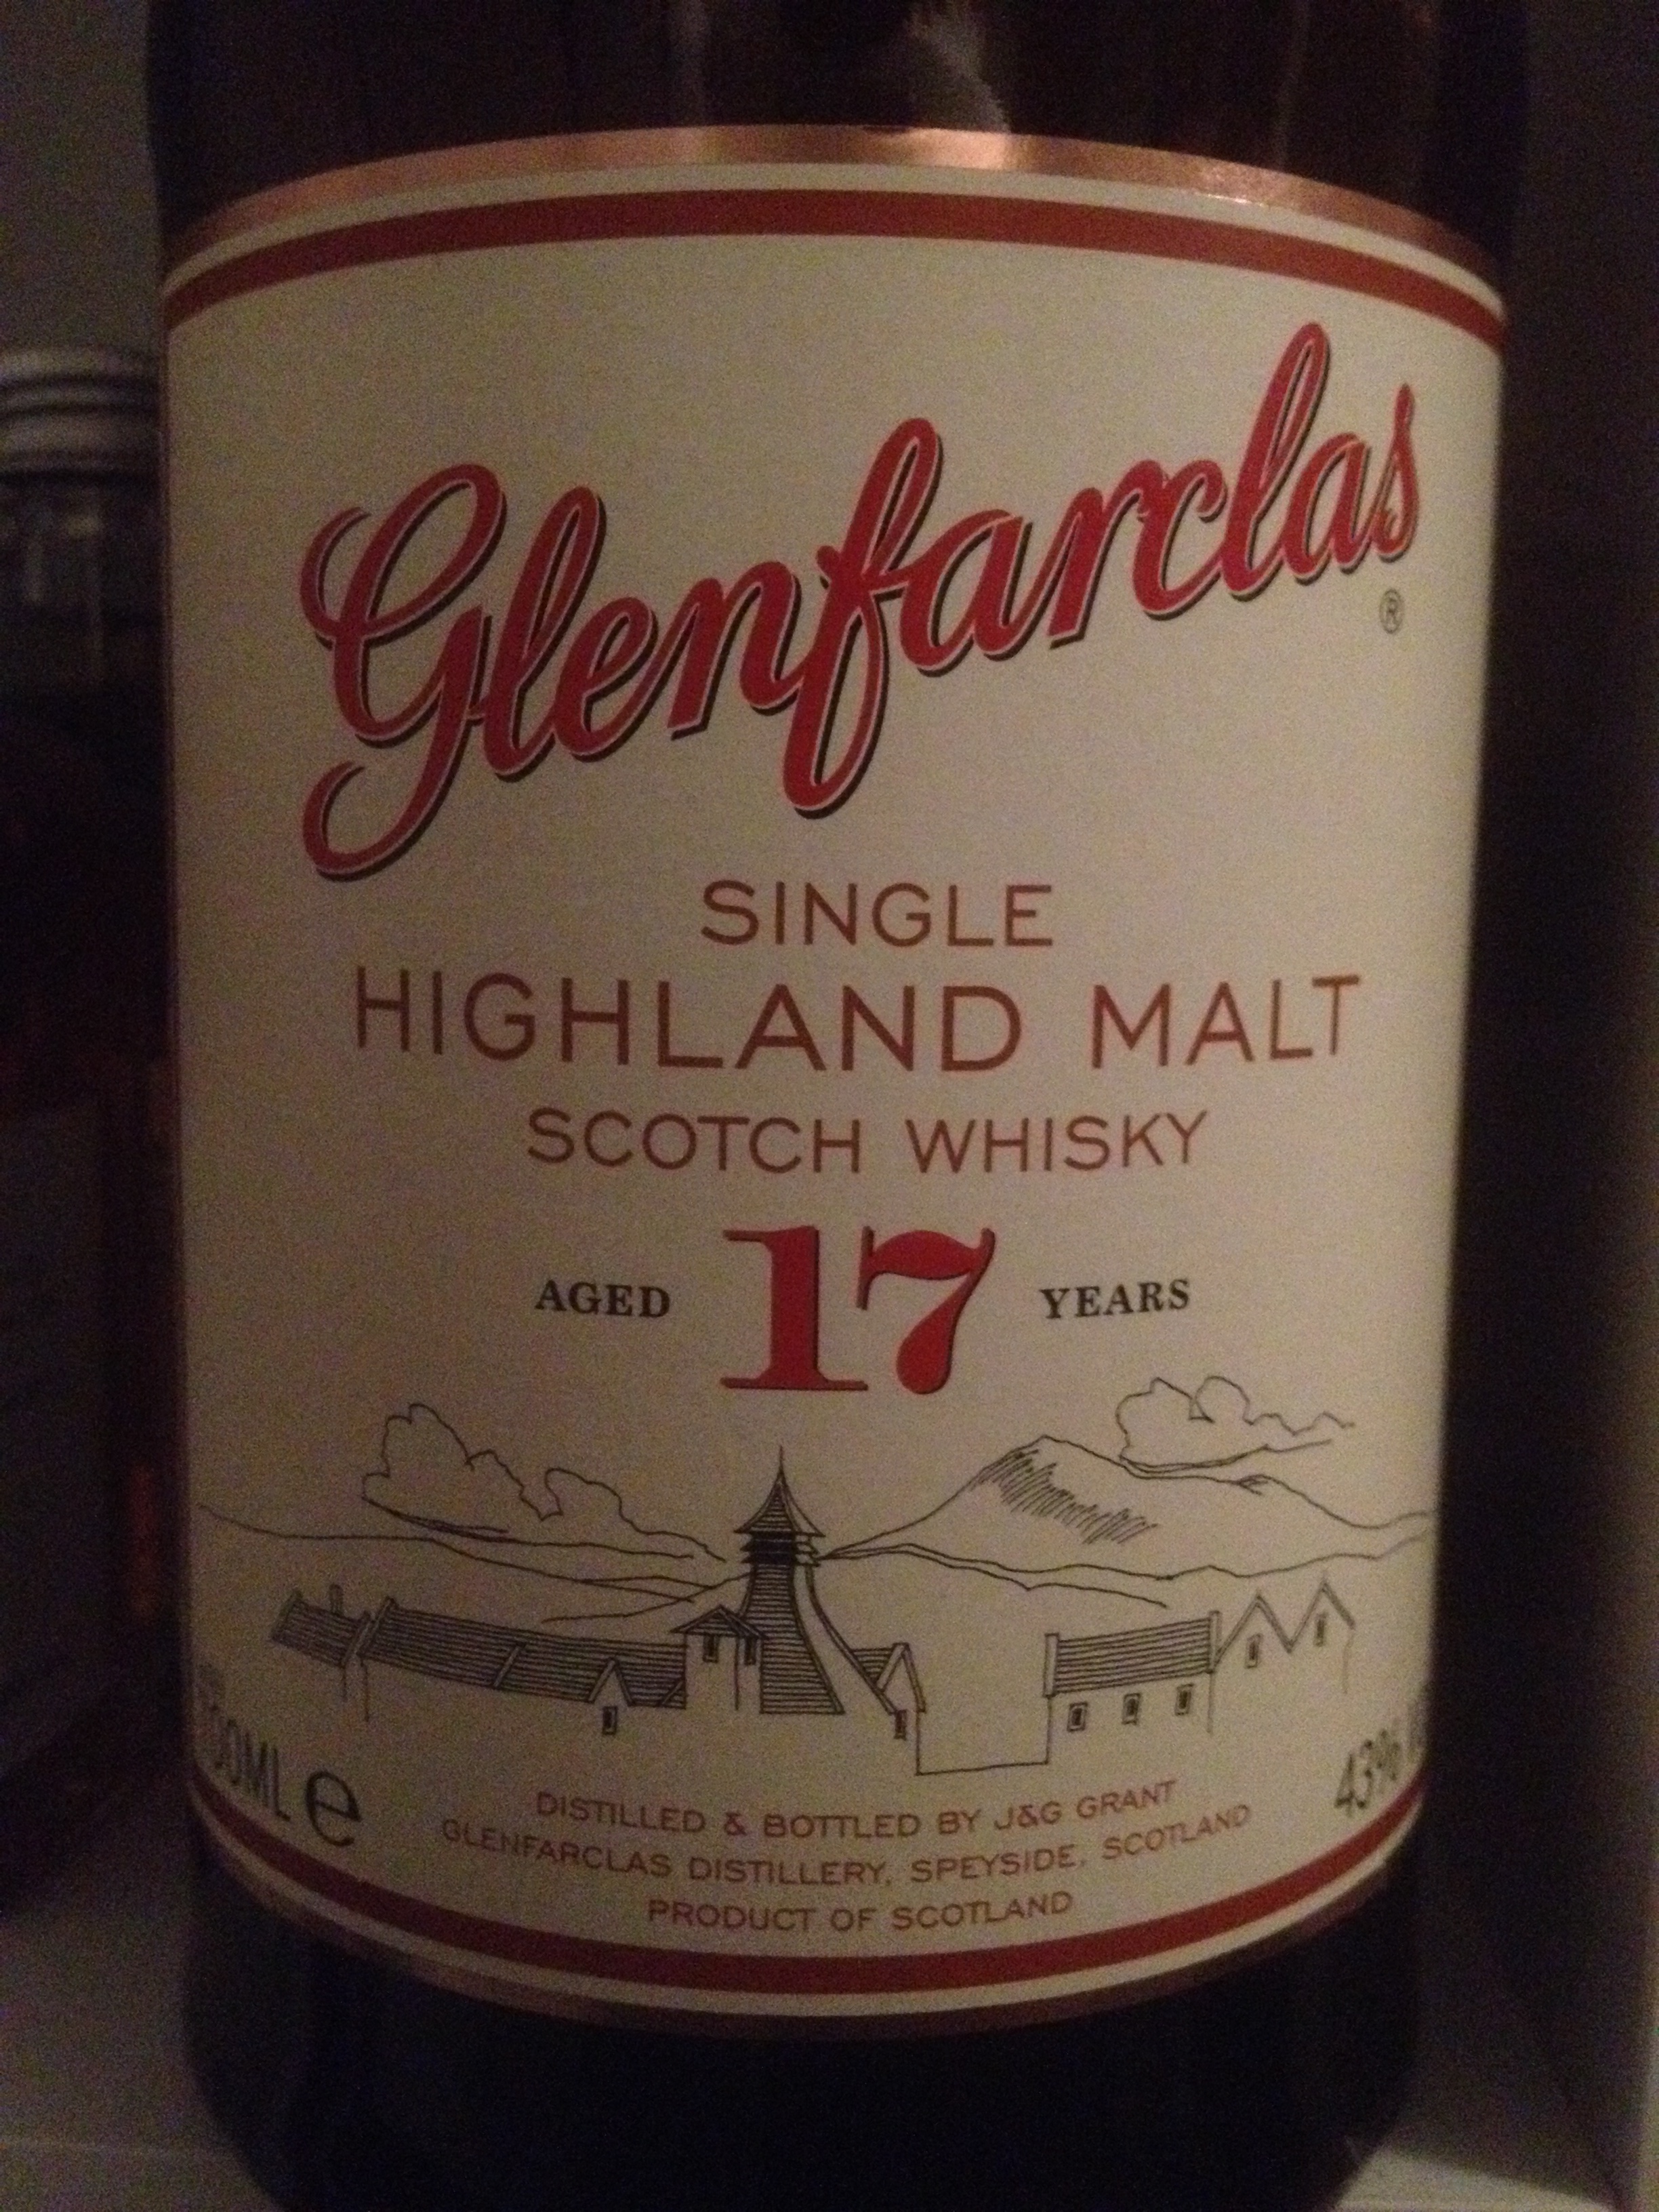 Glenfarclas
®
SINGLE
HIGHLAND MALT
SCOTCH WHISKY
AGED 17 YEARS
43%
DISTILLED & BOTTLED BY J&G GRANT
GLENFARCLAS DISTILLERY, SPEYSIDE, SCOTLAND
PRODUCT OF SCOTLAND